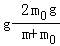 g 2m₀g / m+m₀